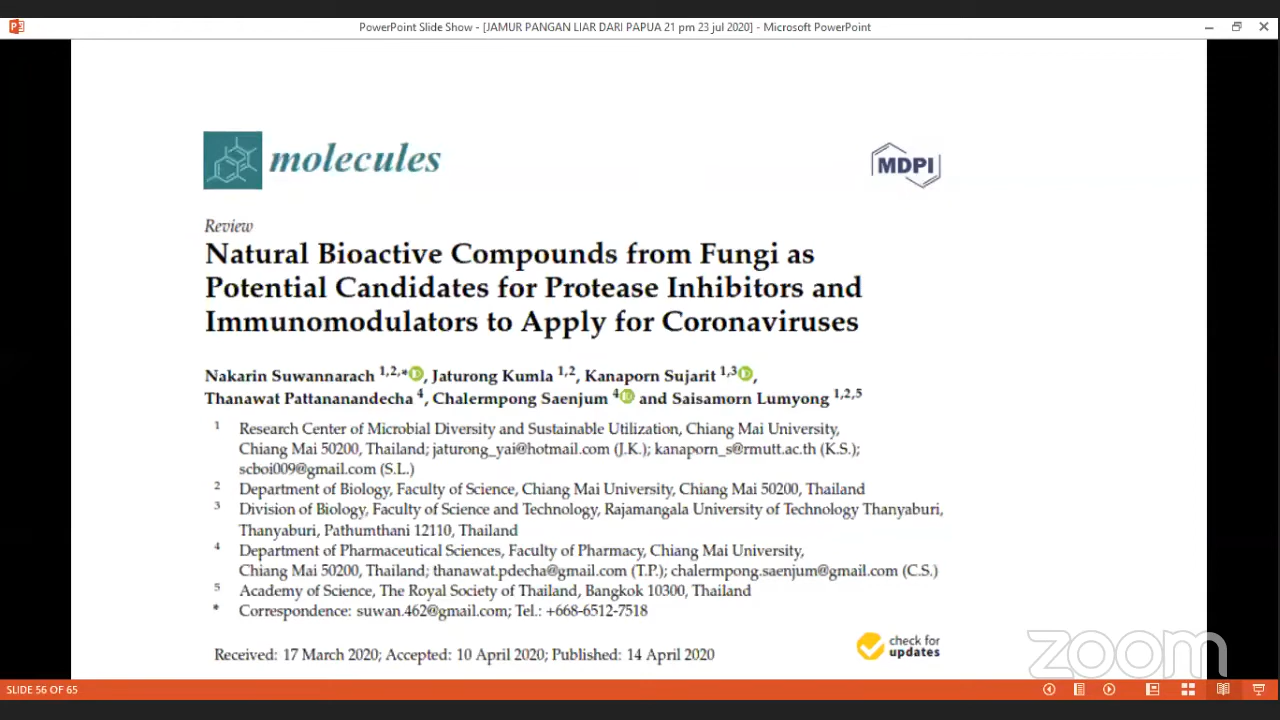 PowerPoint Slide Show - [JAMUR PANGAN LIAR DARI PAPUA 21 pm 23 jul 2020] - Microsoft PowerPoint
molecules
MDPI
Review
Natural Bioactive Compounds from Fungi as
Potential Candidates for Protease Inhibitors and
Immunomodulators to Apply for Coronaviruses
Nakarin Suwannarach 1,2,* iD, Jaturong Kumla 1,2, Kanaporn Sujarit 1,3 iD,
Thanawat Pattananandecha 4, Chalermpong Saenjum 4 iD and Saisamorn Lumyong 1,2,5
1 Research Center of Microbial Diversity and Sustainable Utilization, Chiang Mai University,
Chiang Mai 50200, Thailand; jaturong_yai@hotmail.com (J.K.); kanaporn_s@rmutt.ac.th (K.S.);
scboi009@gmail.com (S.L.)
2 Department of Biology, Faculty of Science, Chiang Mai University, Chiang Mai 50200, Thailand
3 Division of Biology, Faculty of Science and Technology, Rajamangala University of Technology Thanyaburi,
Thanyaburi, Pathumthani 12110, Thailand
4 Department of Pharmaceutical Sciences, Faculty of Pharmacy, Chiang Mai University,
Chiang Mai 50200, Thailand; thanawat.pdecha@gmail.com (T.P.); chalermpong.saenjum@gmail.com (C.S.)
5 Academy of Science, The Royal Society of Thailand, Bangkok 10300, Thailand
* Correspondence: suwan.462@gmail.com; Tel.: +668-6512-7518
check for
updates
Received: 17 March 2020; Accepted: 10 April 2020; Published: 14 April 2020
zoom
SLIDE 56 OF 65